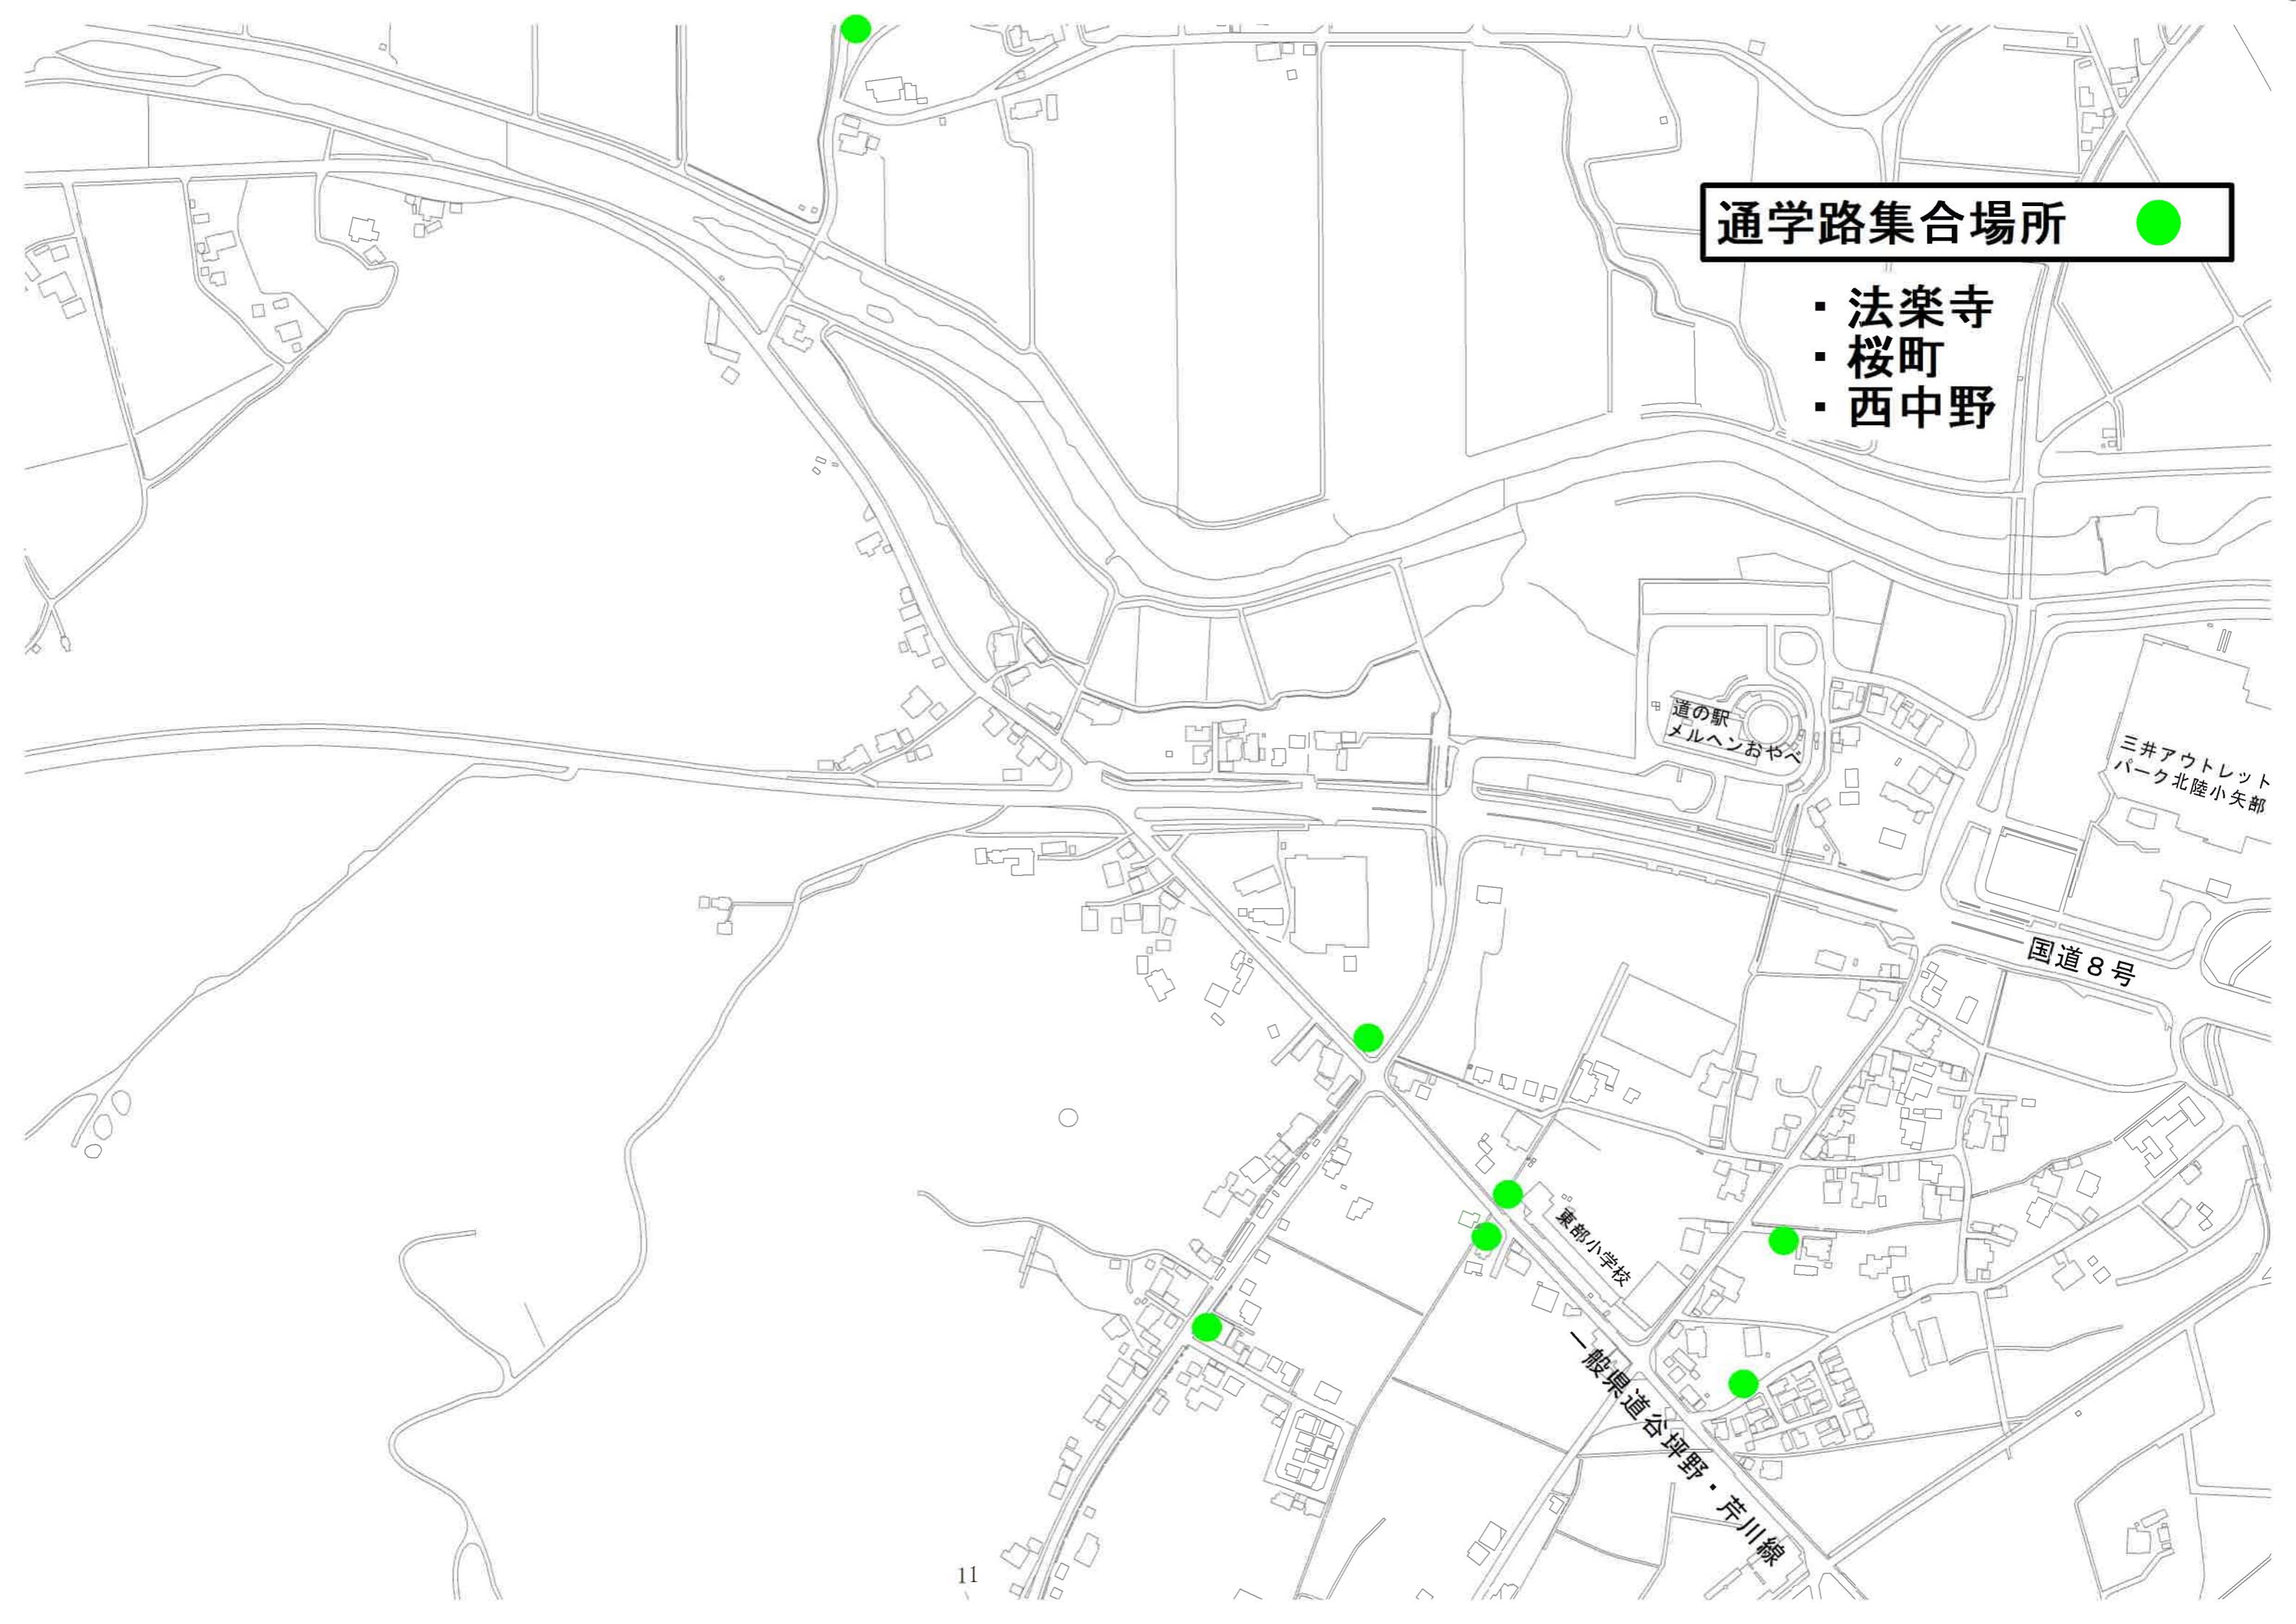 通学路集合場所
・法楽寺
・桜町
・西中野
道の駅
メルヘンおやべ
三井アウトレット
パーク北陸小矢部
国道８号
東部小学校
一般県道谷坪野・芹川線
11